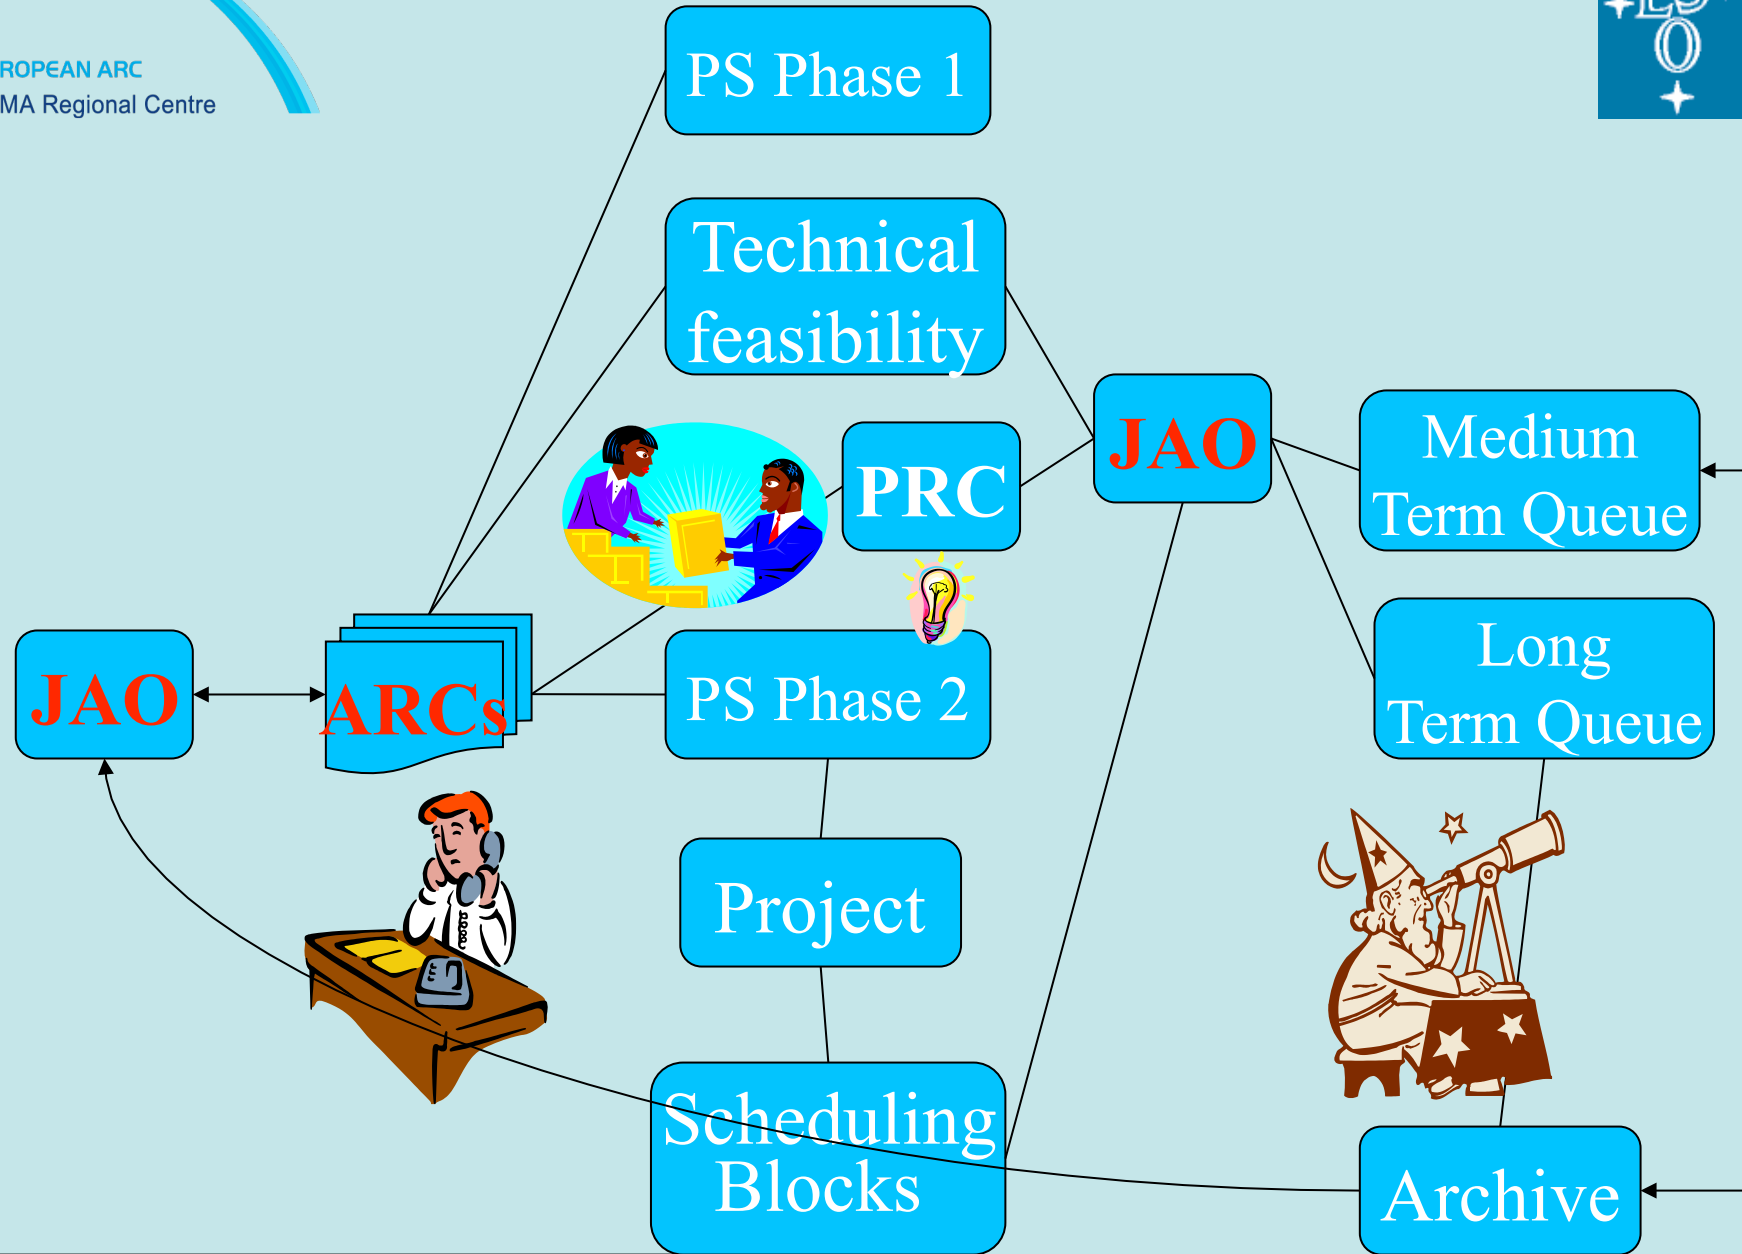 ROPEAN ARC
MA Regional Centre
ESO
PS Phase 1
Technical
feasibility
PRC
JAO
Medium
Term Queue
Long
Term Queue
JAO
ARCs
PS Phase 2
Project
Scheduling
Blocks
Archive